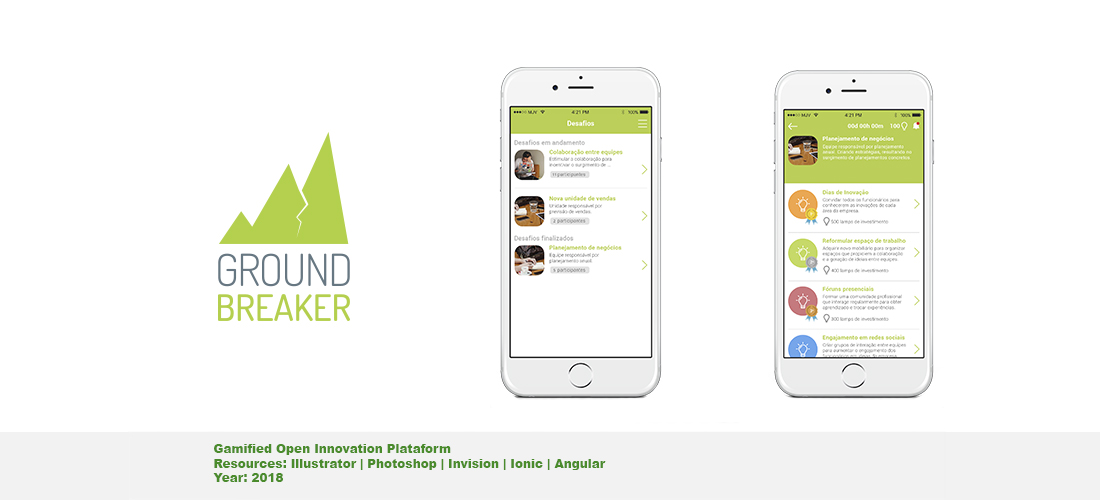 GROUND
BREAKER
MJV
4:21 PM
100%
Desafios
Desafios em andamento
Colaboração entre equipes
Estimular a colaboração para
incentivar o surgimento de ...
11 participantes
Nova unidade de vendas
Unidade responsável por
previsão de vendas.
participantes
Desafios finalizados
Planejamento de negócios
Equipe responsável por
planejamento anual.
participantes
MJV
4:21 PM
100%
00d 00h 00m
100
Planejamento de negócios
Equipe responsável por planejamento
anual. Criando estratégias, resultando no
surgimento de planejamentos concretos.
Dias de Inovação
Convidar todos os funcionários para
conhecerem as inovações de cada
área da empresa.
500 lamps de investimento
Reformular espaço de trabalho
Adquirir novo mobiliário para organizar
espaços que propiciem a colaboração
e a geração de ideias entre equipes.
400 lamps de investimento
Fóruns presenciais
Formar uma comunidade profissional
que interage regularmente para obter
aprendizado e trocar experiências.
300 lamps de investimento
Engajamento em redes sociais
Criar grupos de interação entre equipes
para aumentar o engajamento dos
Gamified Open Innovation Plataform
Resources: Illustrator | Photoshop | Invision | Ionic | Angular
Year: 2018